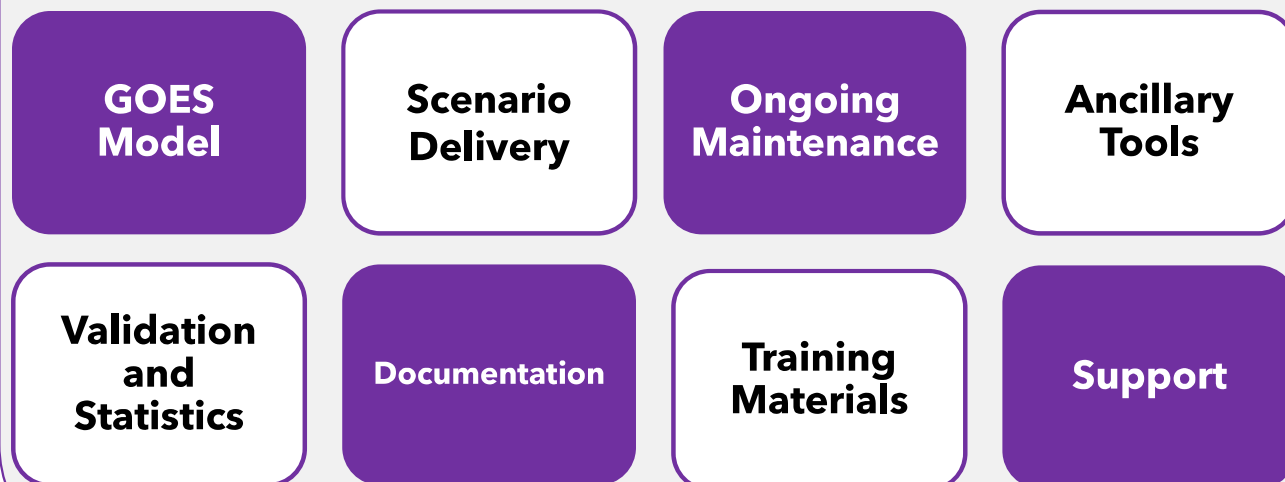 GOES
Model
Scenario
Delivery
Ongoing
Maintenance
Ancillary
Tools
Validation
and
Statistics
Documentation
Training
Materials
Support